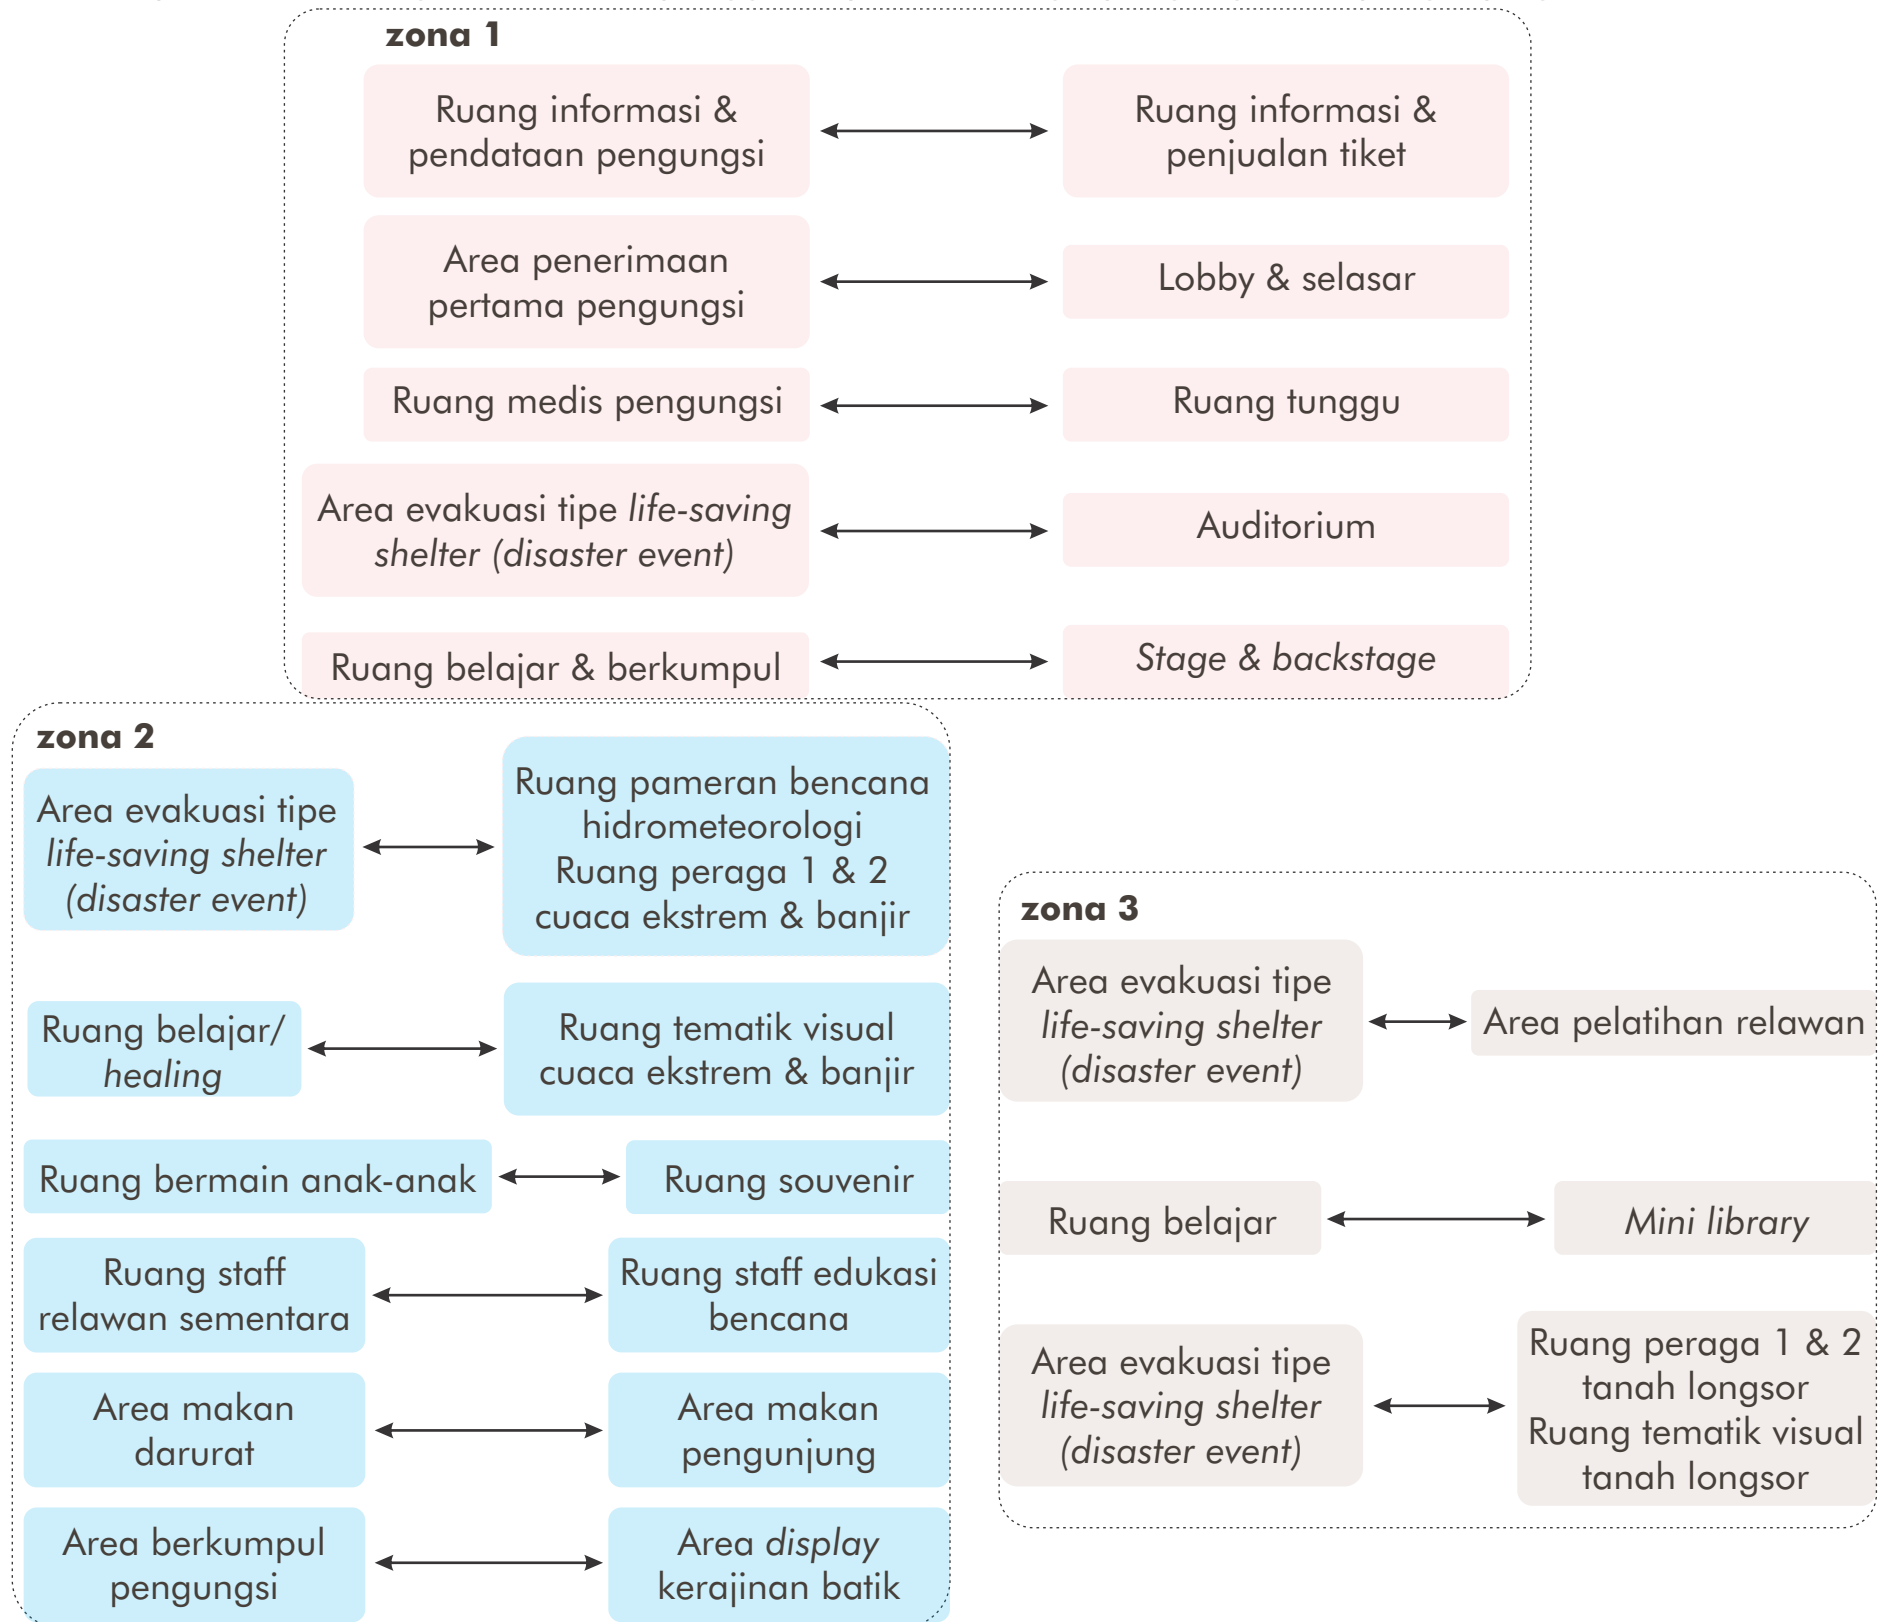 zona 1
Ruang informasi &
pendataan pengungsi
Ruang informasi &
penjualan tiket
Area penerimaan
pertama pengungsi
Lobby & selasar
Ruang medis pengungsi
Ruang tunggu
Area evakuasi tipe life-saving
shelter (disaster event)
Auditorium
Ruang belajar & berkumpul
Stage & backstage
zona 2
Area evakuasi tipe
life-saving shelter
(disaster event)
Ruang pameran bencana
hidrometeorologi
Ruang peraga 1 & 2
cuaca ekstrem & banjir
Ruang belajar/
healing
Ruang tematik visual
cuaca ekstrem & banjir
Ruang bermain anak-anak
Ruang souvenir
Ruang staff
relawan sementara
Ruang staff edukasi
bencana
Area makan
darurat
Area makan
pengunjung
Area berkumpul
pengungsi
Area display
kerajinan batik
zona 3
Area evakuasi tipe
life-saving shelter
(disaster event)
Area pelatihan relawan
Ruang belajar
Mini library
Area evakuasi tipe
life-saving shelter
(disaster event)
Ruang peraga 1 & 2
tanah longsor
Ruang tematik visual
tanah longsor